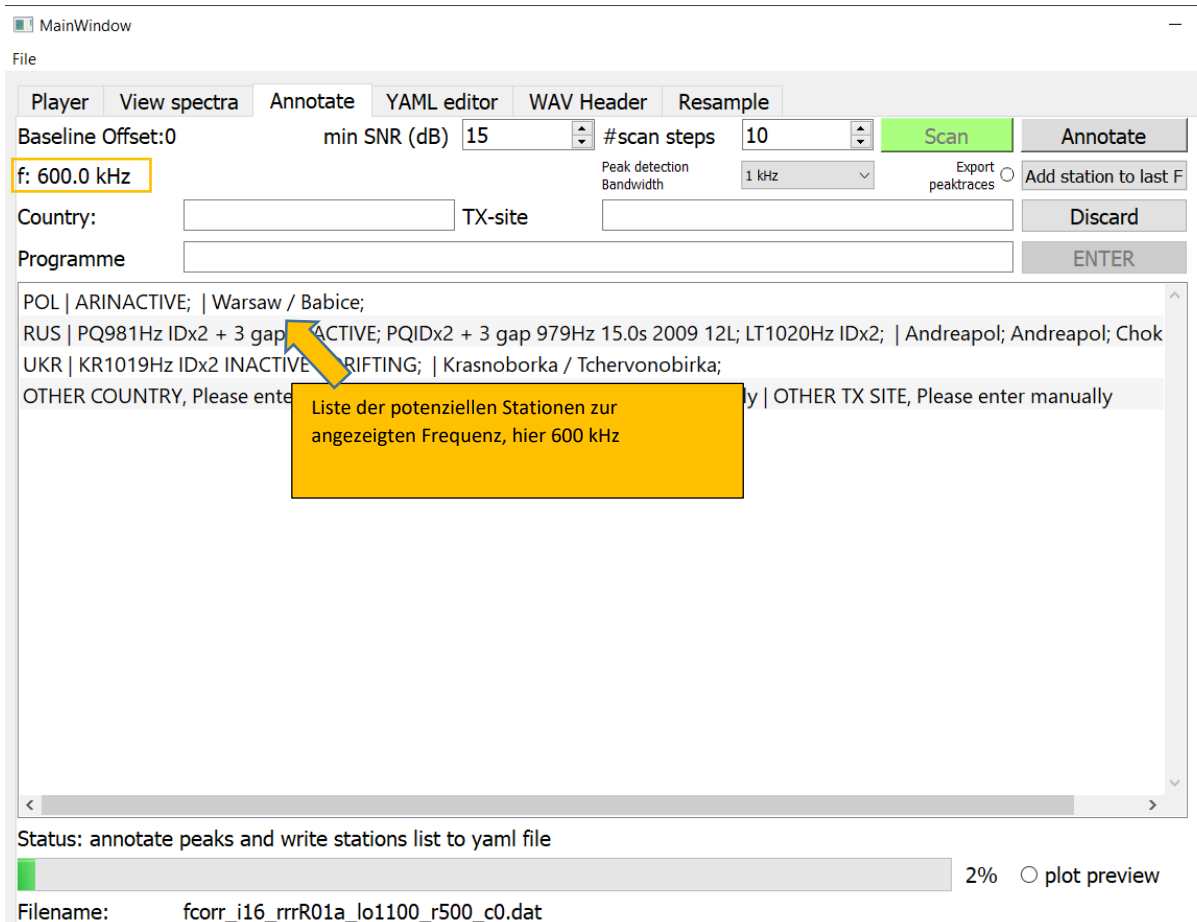 MainWindow
File
Player View spectra Annotate YAML editor WAV Header Resample
Baseline Offset:0 min SNR (dB) 15 #scan steps 10 Scan Annotate
f: 600.0 kHz Peak detection Bandwidth 1 kHz Export peaktraces Add station to last F
Country: TX-site Discard
Programme ENTER
POL | ARINACTIVE; | Warsaw / Babice;
RUS | PQ981Hz IDx2 + 3 gap ACTIVE; PQIDx2 + 3 gap 979Hz 15.0s 2009 12L; LT1020Hz IDx2; | Andreapol; Andreapol; Chok
UKR | KR1019Hz IDx2 INACTIVE RIFTING; | Krasnoborka / Tchervonobirka;
OTHER COUNTRY, Please ente ly | OTHER TX SITE, Please enter manually
Liste der potenziellen Stationen zur
angezeigten Frequenz, hier 600 kHz
Status: annotate peaks and write stations list to yaml file
2% plot preview
Filename: fcorr_i16_rrrR01a_lo1100_r500_c0.dat